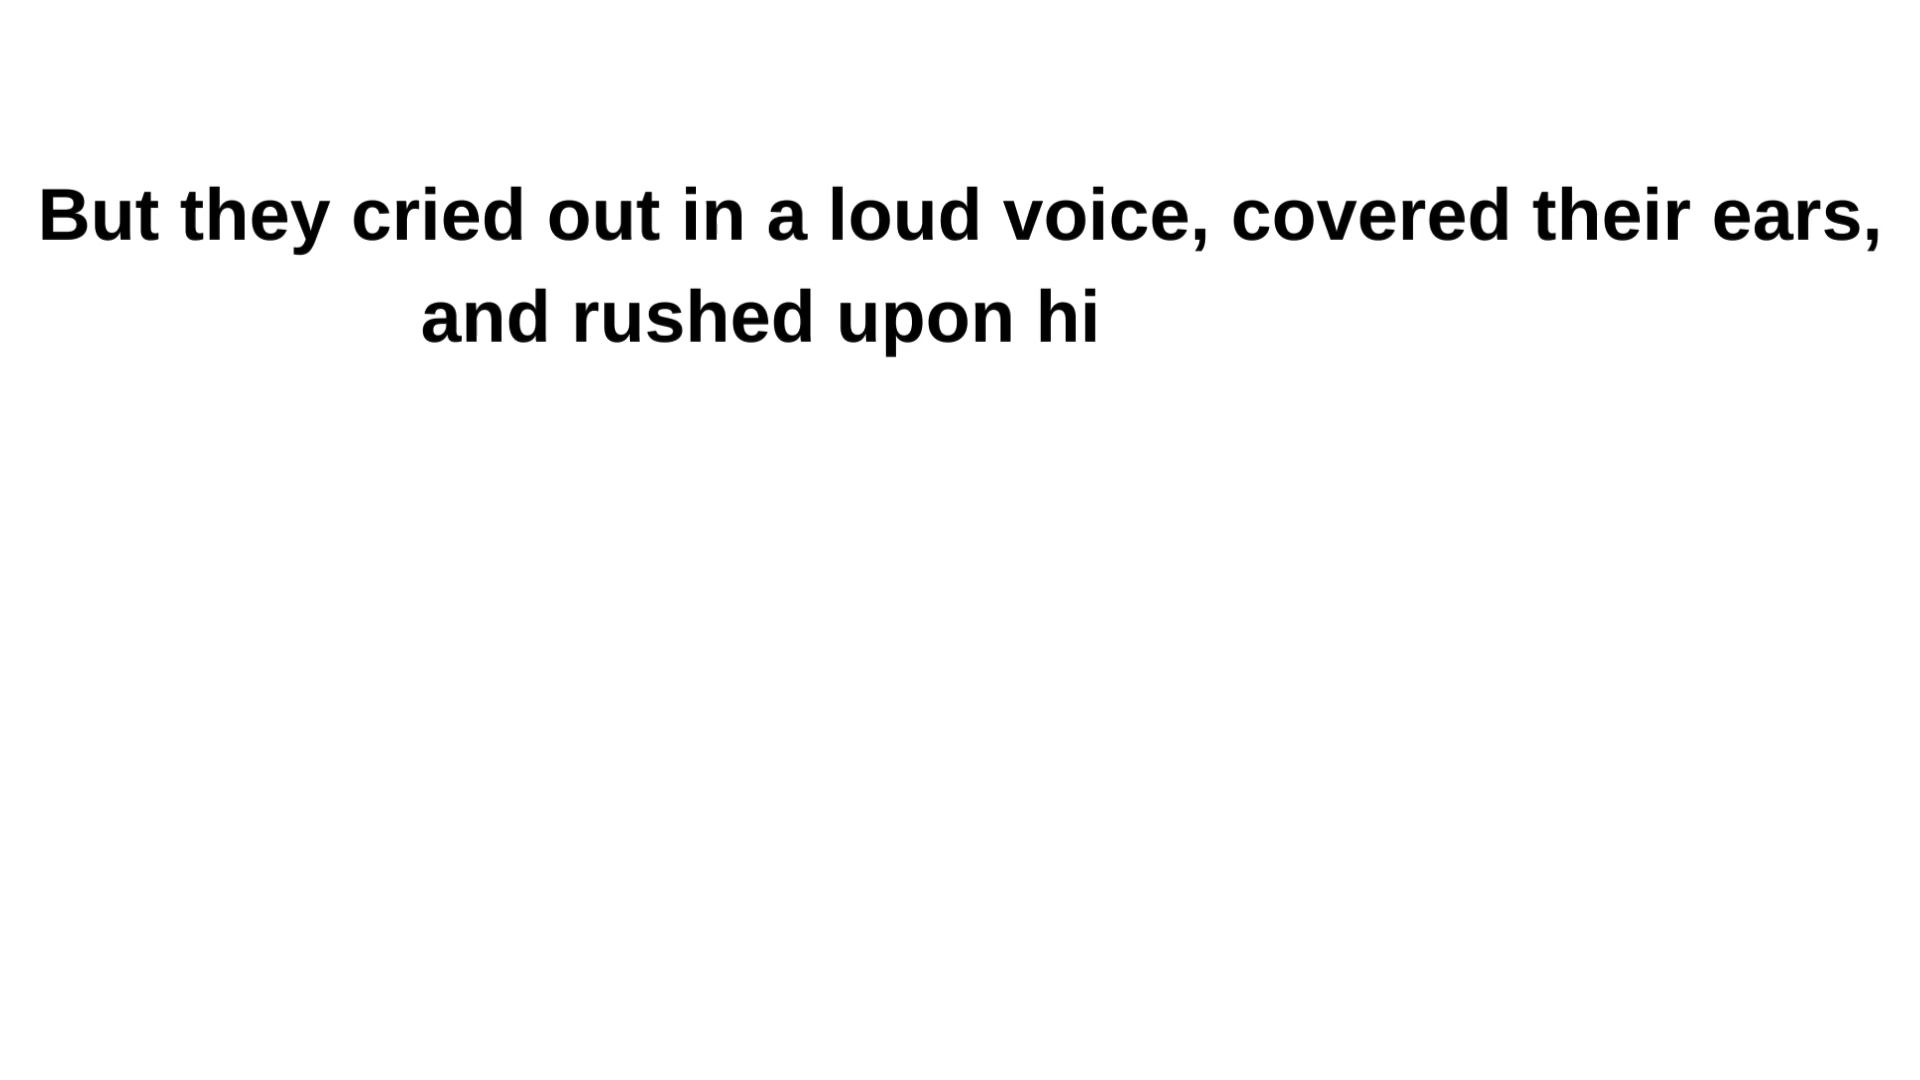 But they cried out in a loud voice, covered their ears,
and rushed upon hi